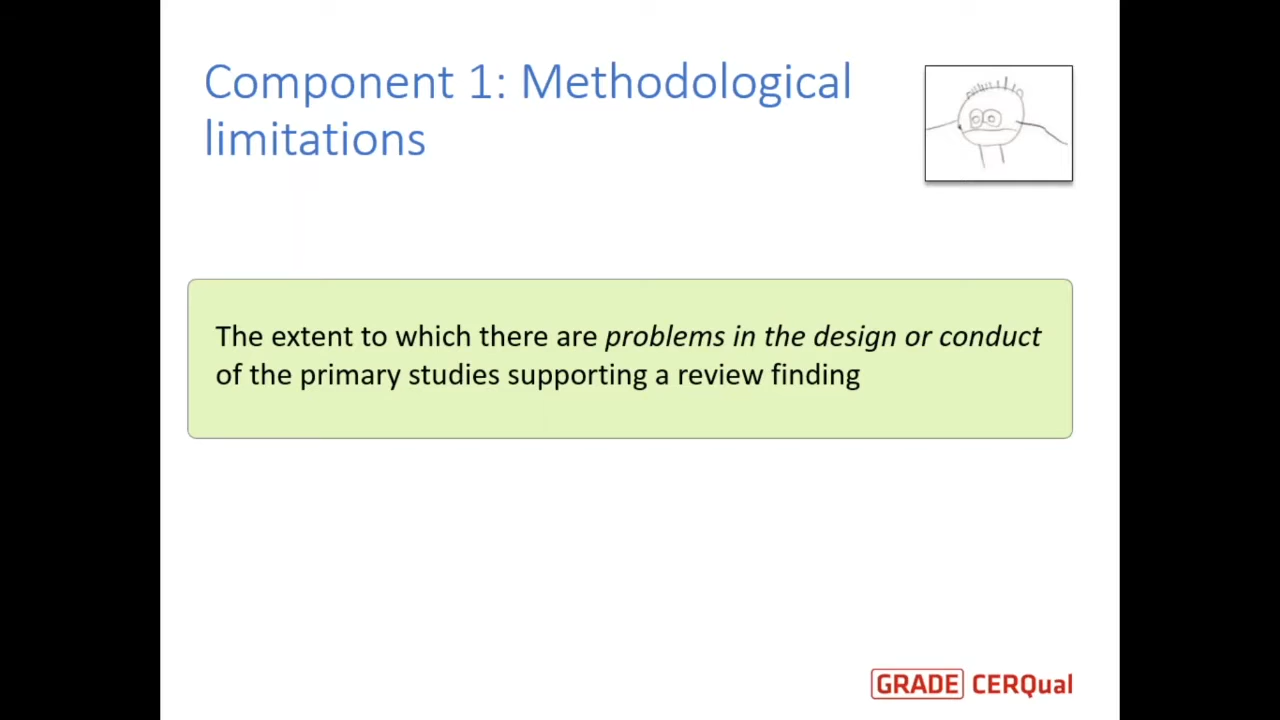 Component 1: Methodological
limitations
The extent to which there are problems in the design or conduct
of the primary studies supporting a review finding
GRADE CERQual